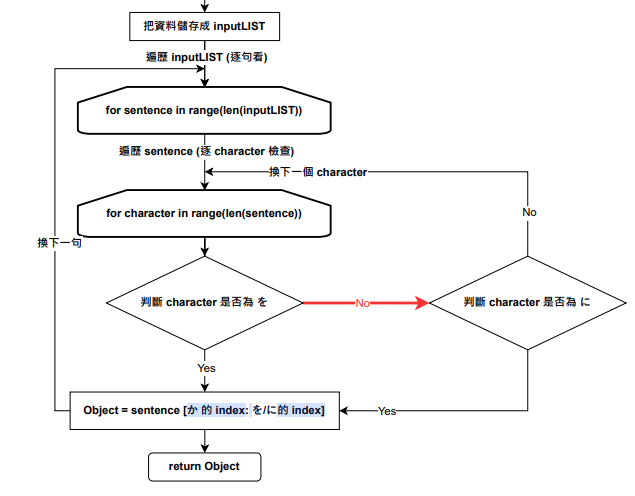 把資料儲存成 inputLIST
遍歷 inputLIST (逐句看)
for sentence in range(len(inputLIST))
遍歷 sentence (逐 character 檢查)
換下一個 character
for character in range(len(sentence))
No
換下一句
判斷 character 是否為 を
No
判斷 character 是否為 に
Yes
Object = sentence [か 的 index: を/に的 index]
Yes
return Object